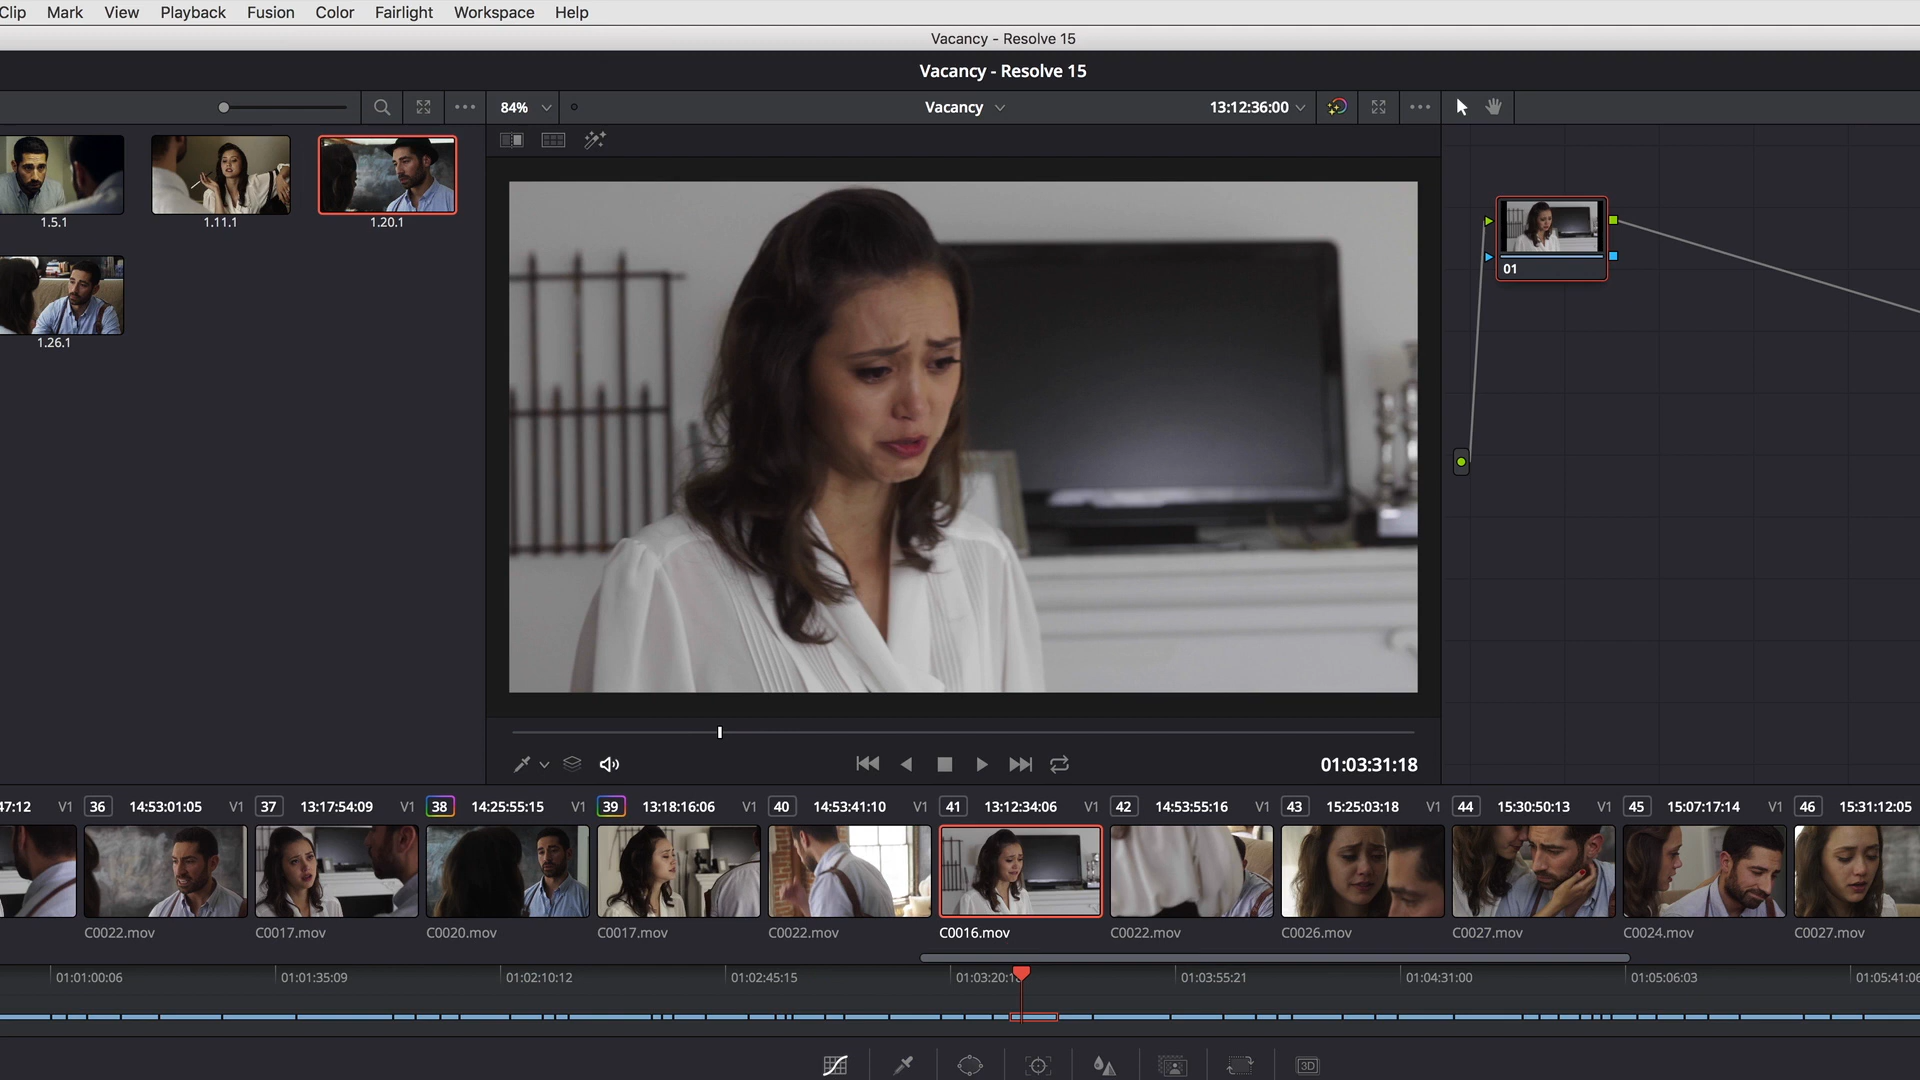 Clip Mark View Playback Fusion Color Fairlight Workspace Help
Vacancy - Resolve 15
Vacancy - Resolve 15
84% Vacancy 13:12:36:00
1.5.1 1.11.1 1.20.1
01
1.26.1
01:03:31:18
47:12 V1 36 14:53:01:05 V1 37 13:17:54:09 V1 38 14:25:55:15 V1 39 13:18:16:06 V1 40 14:53:41:10 V1 41 13:12:34:06 V1 42 14:53:55:16 V1 43 15:25:03:18 V1 44 15:30:50:13 V1 45 15:07:17:14 V1 46 15:31:12:05
C0022.mov C0017.mov C0020.mov C0017.mov C0022.mov C0016.mov C0022.mov C0026.mov C0027.mov C0024.mov C0027.mov
01:01:00:06 01:01:35:09 01:02:10:12 01:02:45:15 01:03:55:21 01:04:31:00 01:05:06:03
3D